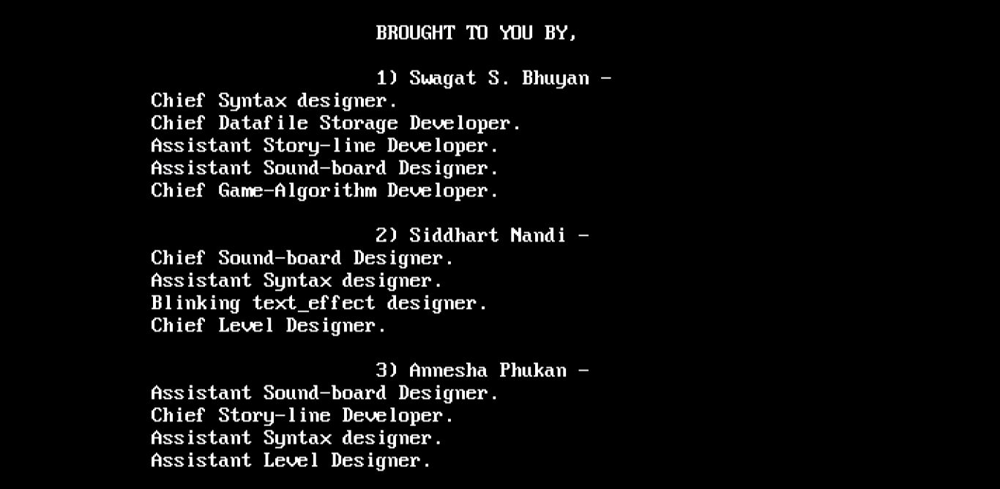 BROUGHT TO YOU BY,
1) Swagat S. Bhuyan -
Chief Syntax designer.
Chief Datafile Storage Developer.
Assistant Story-line Developer.
Assistant Sound-board Designer.
Chief Game-Algorithm Developer.
2) Siddhart Nandi -
Chief Sound-board Designer.
Assistant Syntax designer.
Blinking text_effect designer.
Chief Level Designer.
3) Annesha Phukan -
Assistant Sound-board Designer.
Chief Story-line Developer.
Assistant Syntax designer.
Assistant Level Designer.